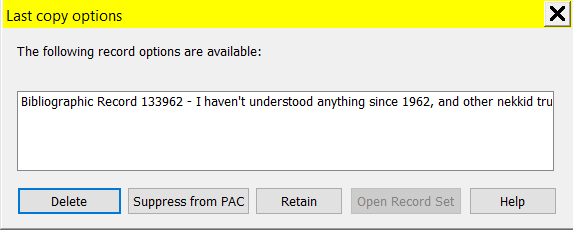 Last copy options
The following record options are available:
Bibliographic Record 133962 - I haven't understood anything since 1962, and other nekkid tru
Delete Suppress from PAC Retain Open Record Set Help